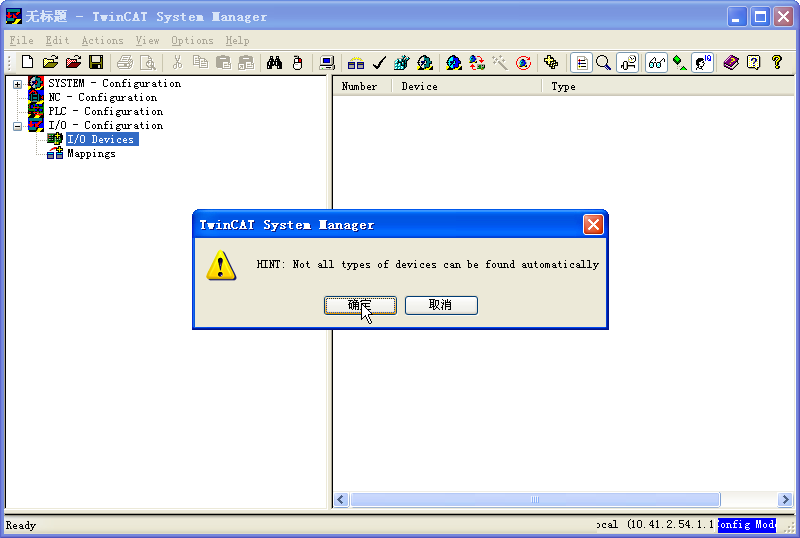 无标题 - TwinCAT System Manager
File Edit Actions View Options Help
Number Device Type
SYSTEM - Configuration
NC - Configuration
PLC - Configuration
I/O - Configuration
I/O Devices
Mappings
TwinCAT System Manager
HINT: Not all types of devices can be found automatically
确定 取消
Ready ocal (10.41.2.54.1.1 Config Mode